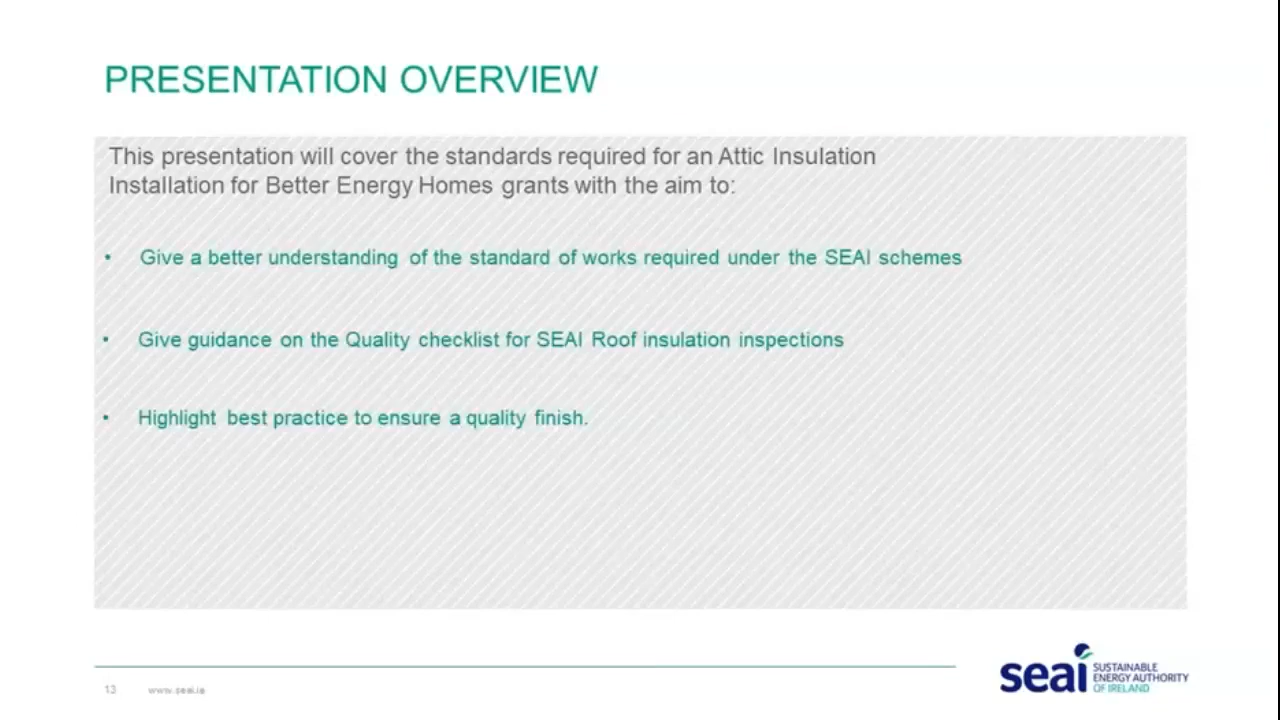 PRESENTATION OVERVIEW
This presentation will cover the standards required for an Attic Insulation
Installation for Better Energy Homes grants with the aim to:
• Give a better understanding of the standard of works required under the SEAI schemes
• Give guidance on the Quality checklist for SEAI Roof insulation inspections
• Highlight best practice to ensure a quality finish.
13 www.seai.ie
seai
SUSTAINABLE
ENERGY AUTHORITY
OF IRELAND